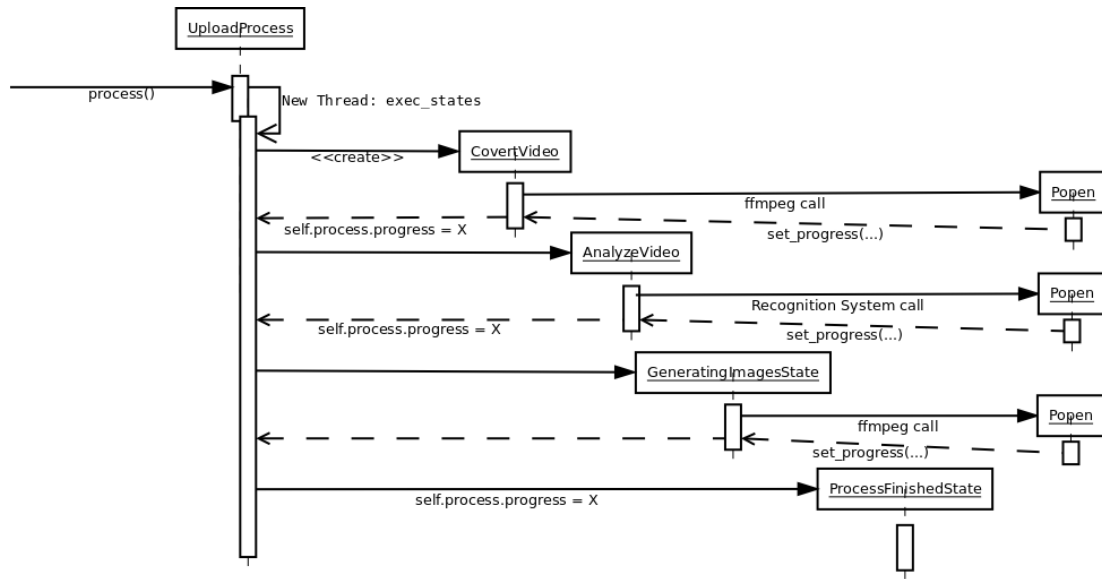 UploadProcess
process()
New Thread: exec_states
<<create>>
CovertVideo
Popen
ffmpeg call
self.process.progress = X
set_progress(...)
AnalyzeVideo
Popen
Recognition System call
self.process.progress = X
set_progress(...)
GeneratingImagesState
Popen
ffmpeg call
set_progress(...)
ProcessFinishedState
self.process.progress = X